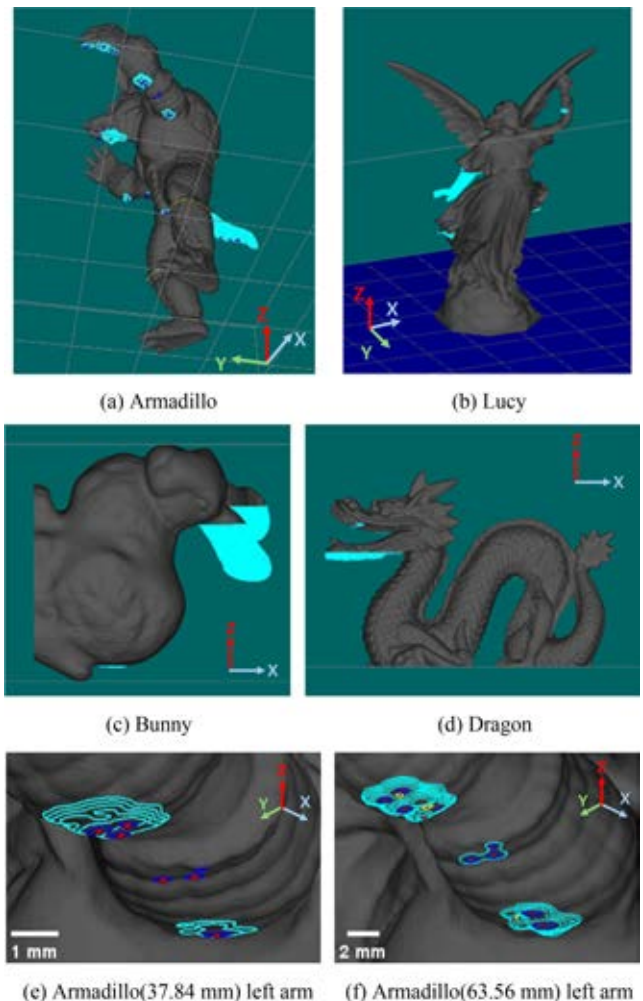 Z
X
Y
Z
X
Y
(a) Armadillo
(b) Lucy
X
X
(c) Bunny
(d) Dragon
Z
Y
X
1 mm
Z
Y
X
2 mm
(e) Armadillo(37.84 mm) left arm
(f) Armadillo(63.56 mm) left arm